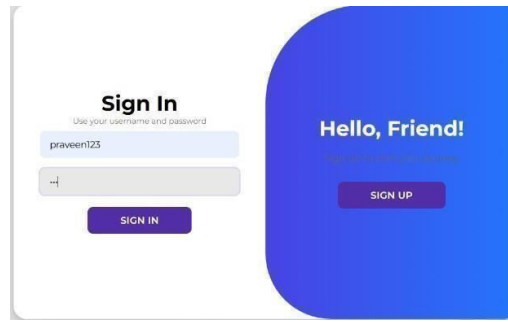 Sign In
Use your username and password
praveen123
...
SIGN IN
Hello, Friend!
SIGN UP